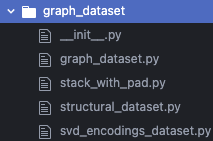 graph_dataset
__init__.py
graph_dataset.py
stack_with_pad.py
structural_dataset.py
svd_encodings_dataset.py